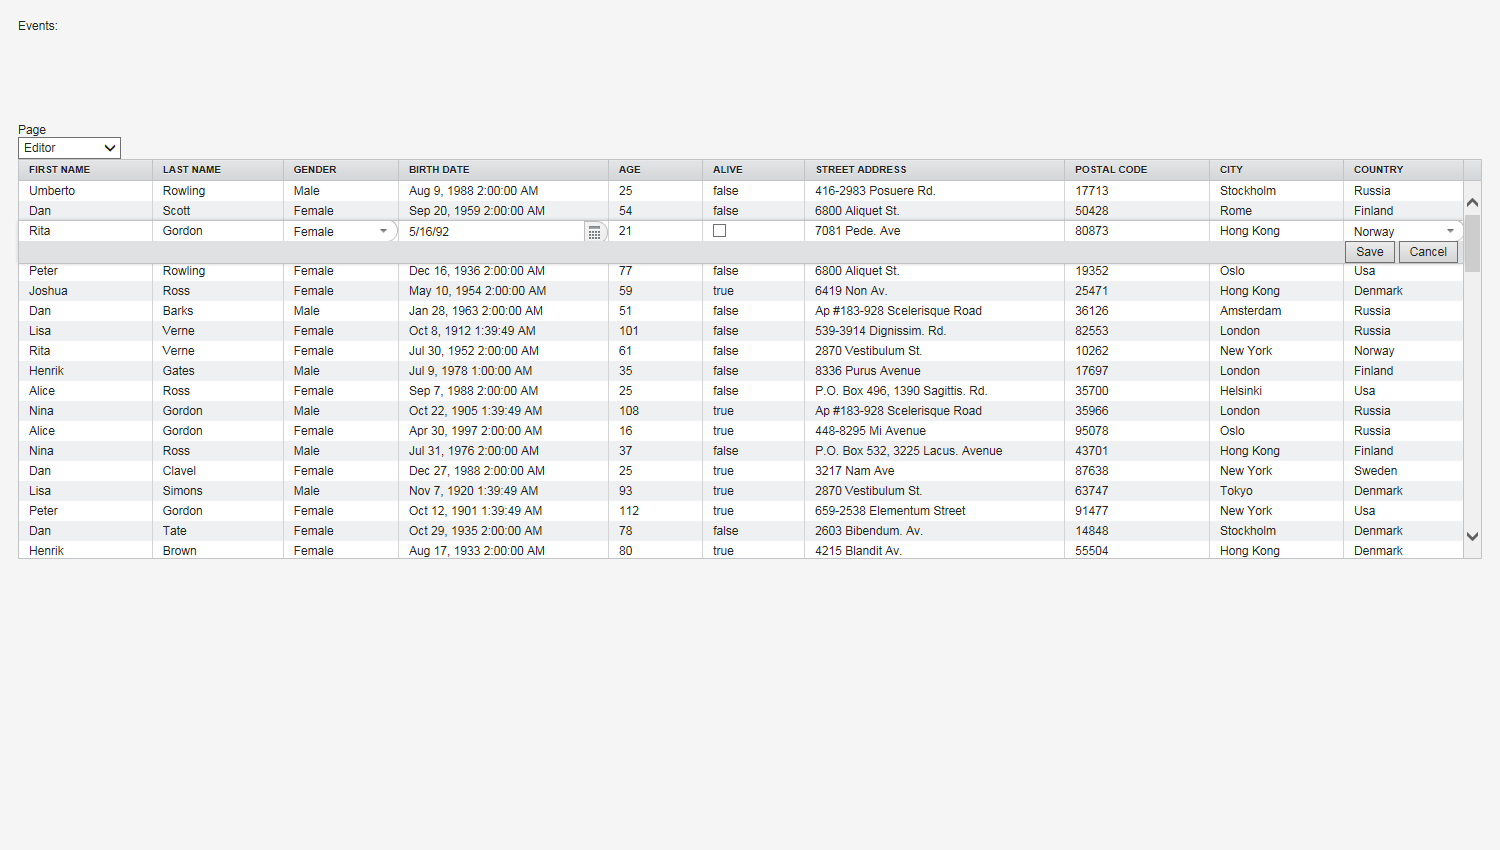 Events:
Page
Editor
FIRST NAME LAST NAME GENDER BIRTH DATE AGE ALIVE STREET ADDRESS POSTAL CODE CITY COUNTRY
Umberto Rowling Male Aug 9, 1988 2:00:00 AM 25 false 416-2983 Posuere Rd. 17713 Stockholm Russia
Dan Scott Female Sep 20, 1959 2:00:00 AM 54 false 6800 Aliquet St. 50428 Rome Finland
Rita Gordon Female 5/16/92 21 7081 Pede. Ave 80873 Hong Kong Norway
Save Cancel
Peter Rowling Female Dec 16, 1936 2:00:00 AM 77 false 6800 Aliquet St. 19352 Oslo Usa
Joshua Ross Female May 10, 1954 2:00:00 AM 59 true 6419 Non Av. 25471 Hong Kong Denmark
Dan Barks Male Jan 28, 1963 2:00:00 AM 51 false Ap #183-928 Scelerisque Road 36126 Amsterdam Russia
Lisa Verne Female Oct 8, 1912 1:39:49 AM 101 false 539-3914 Dignissim. Rd. 82553 London Russia
Rita Verne Female Jul 30, 1952 2:00:00 AM 61 false 2870 Vestibulum St. 10262 New York Norway
Henrik Gates Male Jul 9, 1978 1:00:00 AM 35 false 8336 Purus Avenue 17697 London Finland
Alice Ross Female Sep 7, 1988 2:00:00 AM 25 false P.O. Box 496, 1390 Sagittis. Rd. 35700 Helsinki Usa
Nina Gordon Male Oct 22, 1905 1:39:49 AM 108 true Ap #183-928 Scelerisque Road 35966 London Russia
Alice Gordon Female Apr 30, 1997 2:00:00 AM 16 true 448-8295 Mi Avenue 95078 Oslo Russia
Nina Ross Male Jul 31, 1976 2:00:00 AM 37 false P.O. Box 532, 3225 Lacus. Avenue 43701 Hong Kong Finland
Dan Clavel Female Dec 27, 1988 2:00:00 AM 25 true 3217 Nam Ave 87638 New York Sweden
Lisa Simons Male Nov 7, 1920 1:39:49 AM 93 true 2870 Vestibulum St. 63747 Tokyo Denmark
Peter Gordon Female Oct 12, 1901 1:39:49 AM 112 true 659-2538 Elementum Street 91477 New York Usa
Dan Tate Female Oct 29, 1935 2:00:00 AM 78 false 2603 Bibendum. Av. 14848 Stockholm Denmark
Henrik Brown Female Aug 17, 1933 2:00:00 AM 80 true 4215 Blandit Av. 55504 Hong Kong Denmark